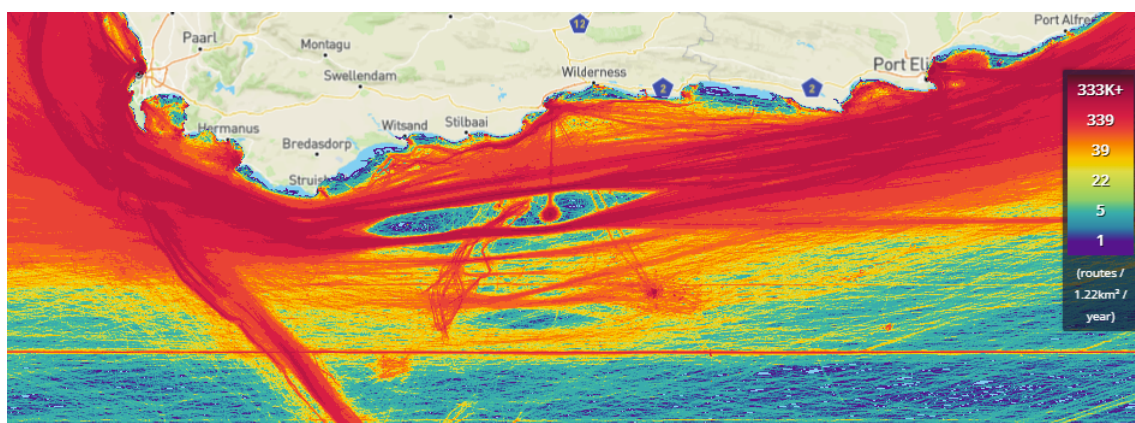 Paarl
Montagu
Swellendam
Hermanus
Bredasdorp
Struis
Witsand
Stilbaai
12
Wilderness
2
2
Port Eli
Port Alfre
333K+
339
39
22
5
1
(routes /
1.22km² /
year)